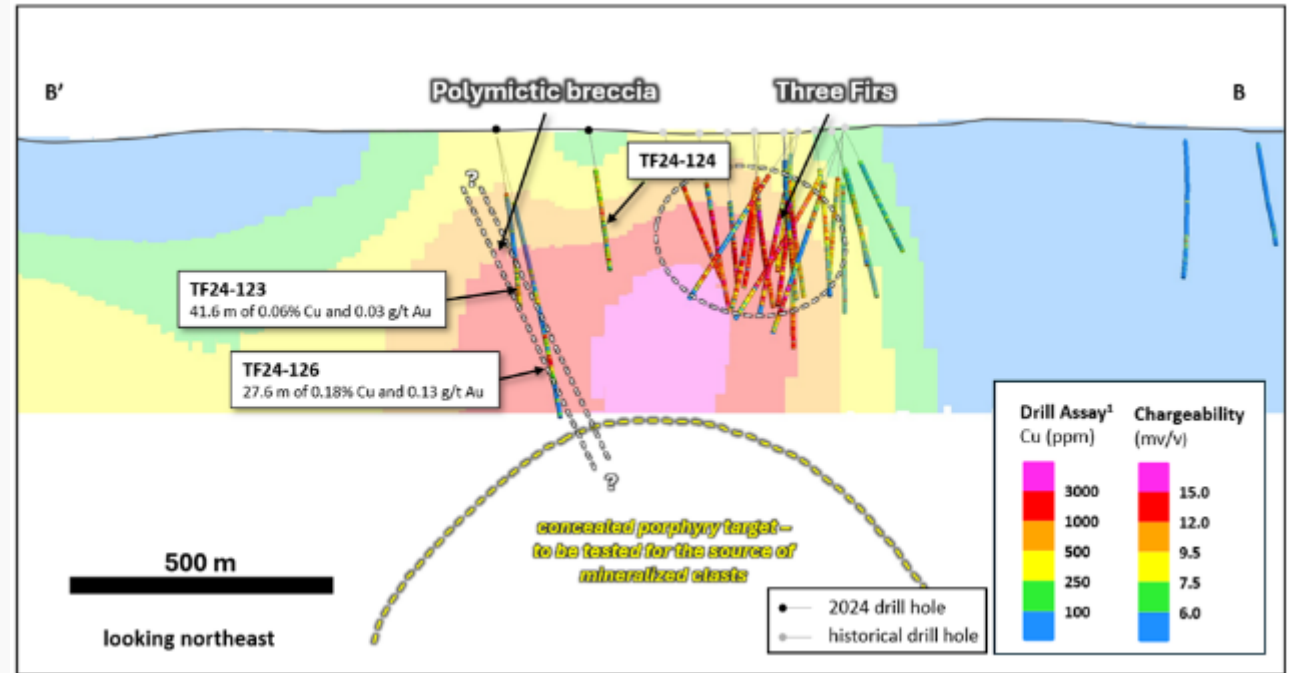 B’
Polymictic breccia
Three Firs
B
TF24-124
?
TF24-123
41.6 m of 0.06% Cu and 0.03 g/t Au
TF24-126
27.6 m of 0.18% Cu and 0.13 g/t Au
?
concealed porphyry target –
to be tested for the source of
mineralized clasts
500 m
looking northeast
2024 drill hole
historical drill hole
Drill Assay¹ Chargeability
Cu (ppm) (mv/v)
3000 15.0
1000 12.0
500 9.5
250 7.5
100 6.0